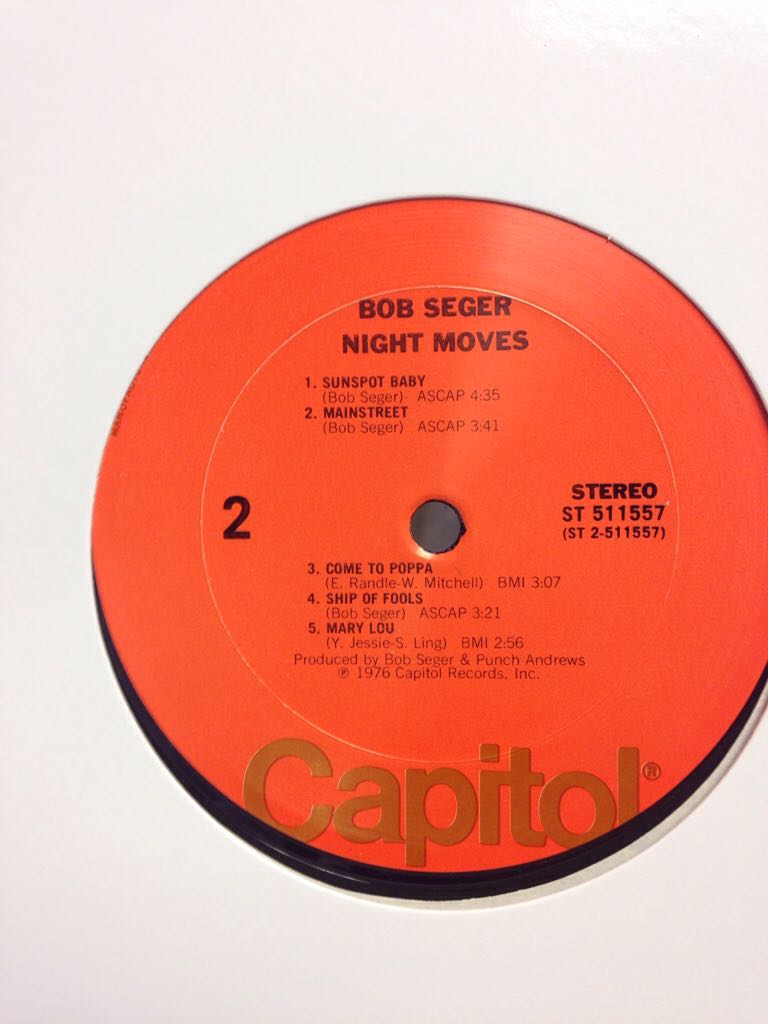 BOB SEGER
NIGHT MOVES
1. SUNSPOT BABY
(Bob Seger) ASCAP 4:35
2. MAINSTREET
(Bob Seger) ASCAP 3:41
2
STEREO
ST 511557
(ST 2-511557)
3. COME TO POPPA
(E. Randle-W. Mitchell) BMI 3:07
4. SHIP OF FOOLS
(Bob Seger) ASCAP 3:21
5. MARY LOU
(Y. Jessie-S. Ling) BMI 2:56
Produced by Bob Seger & Punch Andrews
℗ 1976 Capitol Records, Inc.
Capitol®